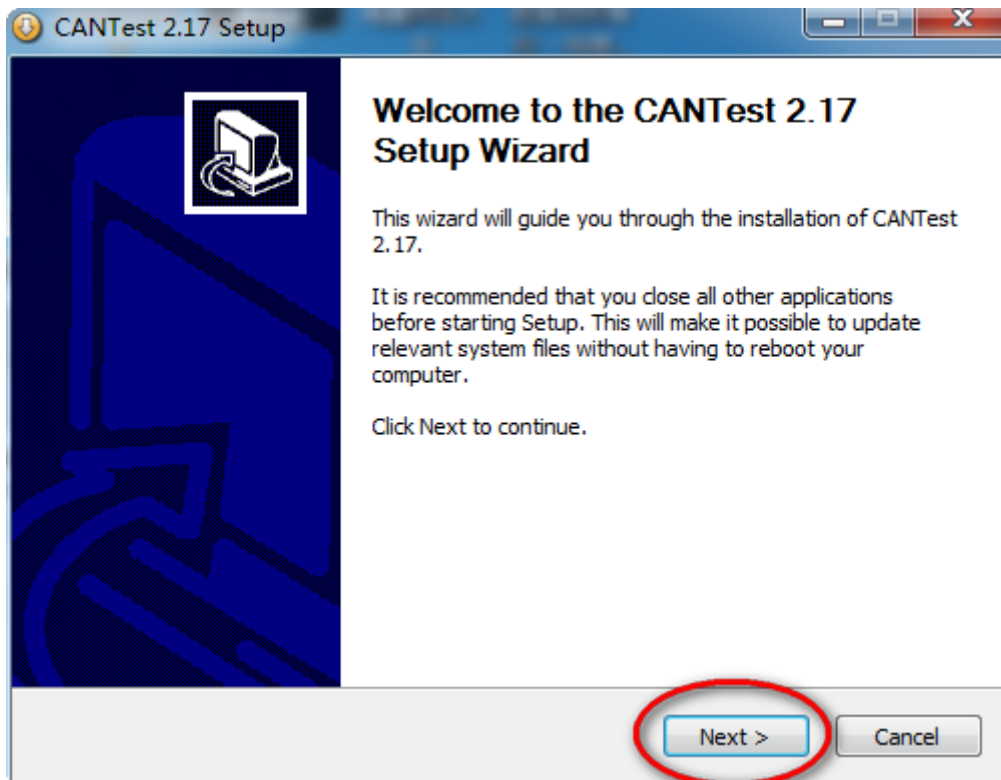 CANTest 2.17 Setup
Welcome to the CANTest 2.17
Setup Wizard
This wizard will guide you through the installation of CANTest
2.17.
It is recommended that you close all other applications
before starting Setup. This will make it possible to update
relevant system files without having to reboot your
computer.
Click Next to continue.
Next >
Cancel